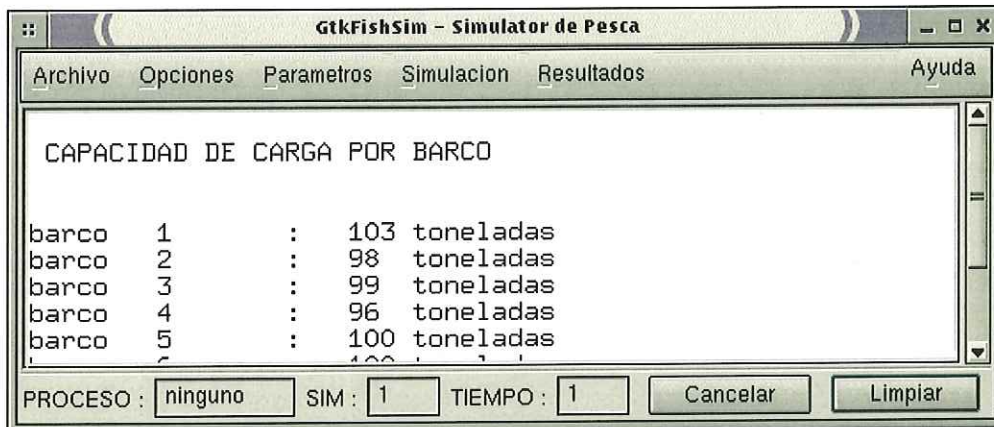 GtkFishSim – Simulator de Pesca
Archivo Opciones Parametros Simulacion Resultados Ayuda
CAPACIDAD DE CARGA POR BARCO
barco 1 : 103 toneladas
barco 2 : 98 toneladas
barco 3 : 99 toneladas
barco 4 : 96 toneladas
barco 5 : 100 toneladas
PROCESO : ninguno SIM : 1 TIEMPO : 1 Cancelar Limpiar